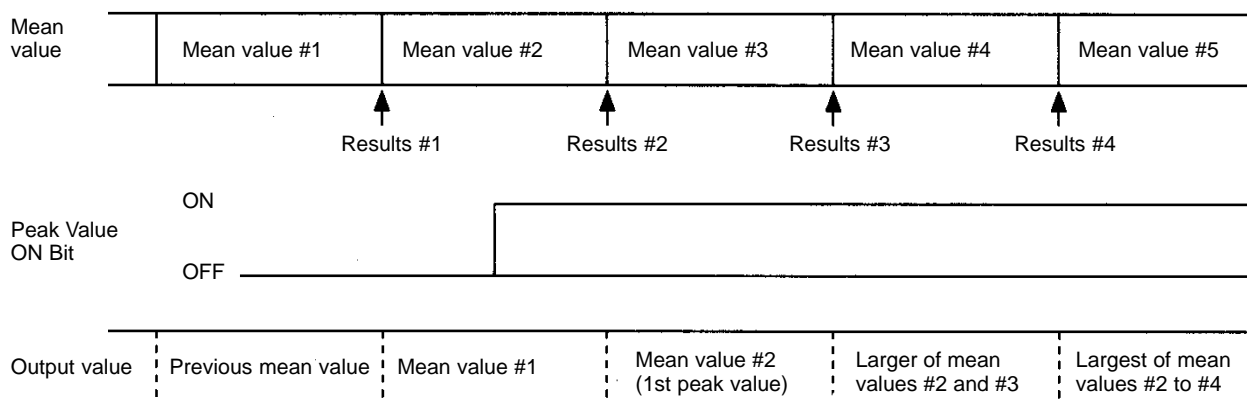 Mean
value
Mean value #1
Mean value #2
Mean value #3
Mean value #4
Mean value #5
Results #1
Results #2
Results #3
Results #4
Peak Value
ON Bit
ON
OFF
Output value
Previous mean value
Mean value #1
Mean value #2
(1st peak value)
Larger of mean
values #2 and #3
Largest of mean
values #2 to #4